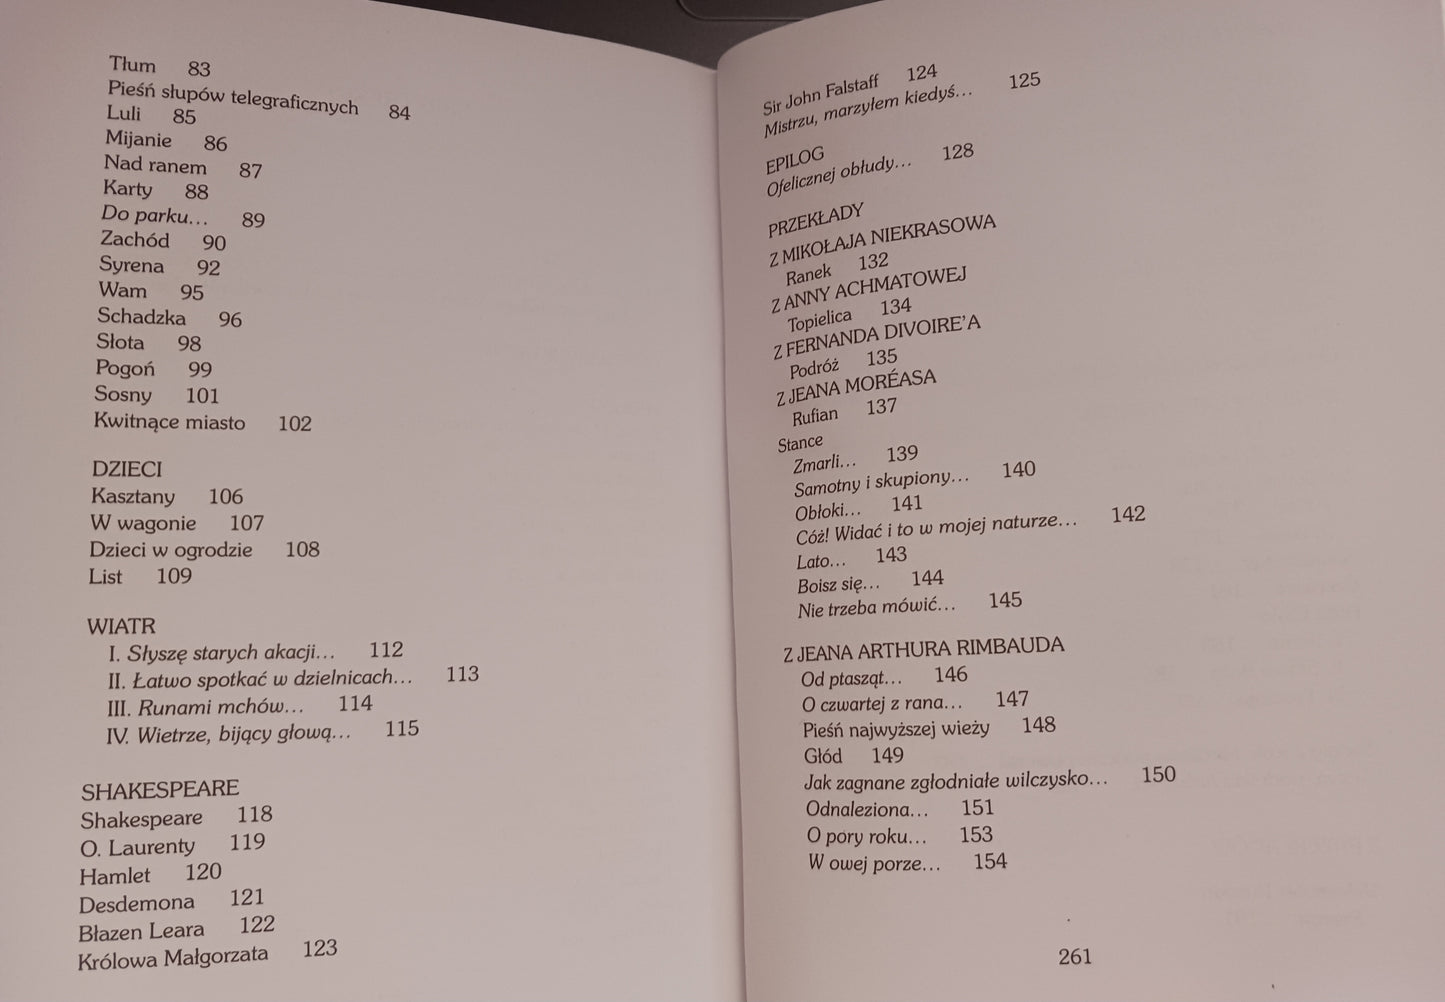 Tłum 83
Pieśń słupów telegraficznych 84
Luli 85
Mijanie 86
Nad ranem 87
Karty 88
Do parku... 89
Zachód 90
Syrena 92
Wam 95
Schadzka 96
Słota 98
Pogoń 99
Sosny 101
Kwitnące miasto 102
DZIECI
Kasztany 106
W wagonie 107
Dzieci w ogrodzie 108
List 109
WIATR
I. Słyszę starych akacji... 112
II. Łatwo spotkać w dzielnicach... 113
III. Runami mchów... 114
IV. Wietrze, bijący głową... 115
SHAKESPEARE
Shakespeare 118
O. Laurenty 119
Hamlet 120
Desdemona 121
Błazen Leara 122
Królowa Małgorzata 123
Sir John Falstaff 124
Mistrzu, marzyłem kiedyś... 125
EPILOG
Ofelicznej obłudy... 128
PRZEKŁADY
Z MIKOŁAJA NIEKRASOWA
Ranek 132
Z ANNY ACHMATOWEJ
Topielica 134
Z FERNANDA DIVOIRE'A
Podróż 135
Z JEANA MORÉASA
Rufian 137
Stance
Zmarli... 139
Samotny i skupiony... 140
Obłoki... 141
Cóż! Widać i to w mojej naturze... 142
Lato... 143
Boisz się... 144
Nie trzeba mówić... 145
Z JEANA ARTHURA RIMBAUDA
Od ptasząt... 146
O czwartej z rana... 147
Pieśń najwyższej wieży 148
Głód 149
Jak zagnane zgłodniałe wilczysko... 150
Odnaleziona... 151
O pory roku... 153
W owej porze... 154
261